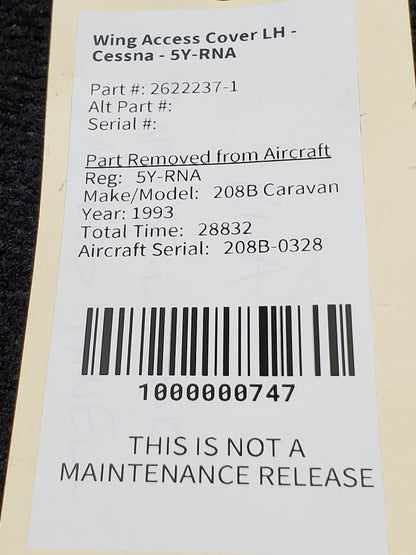 Wing Access Cover LH -
Cessna - 5Y-RNA
Part #: 2622237-1
Alt Part #:
Serial #:
Part Removed from Aircraft
Reg: 5Y-RNA
Make/Model: 208B Caravan
Year: 1993
Total Time: 28832
Aircraft Serial: 208B-0328
1000000747
THIS IS NOT A
MAINTENANCE RELEASE